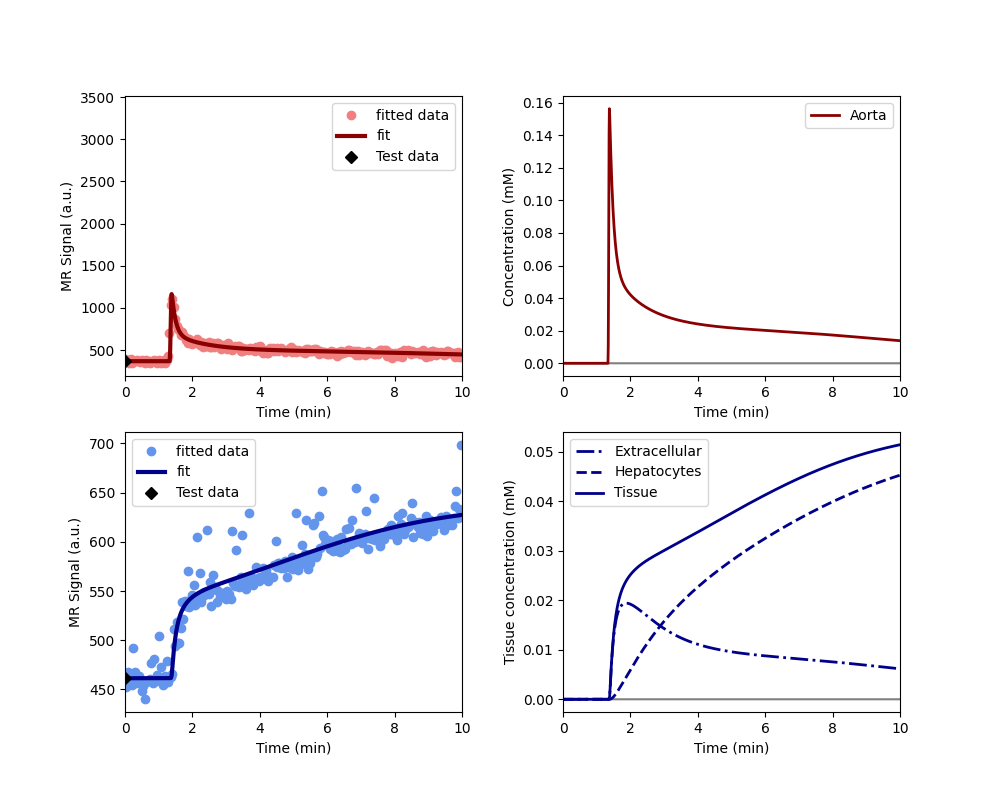 3500
3000
2500
2000
1500
1000
500
MR Signal (a.u.)
fitted data
fit
Test data
0 2 4 6 8 10
Time (min)
0.16
0.14
0.12
0.10
0.08
0.06
0.04
0.02
0.00
Concentration (mM)
Aorta
0 2 4 6 8 10
Time (min)
700
650
600
550
500
450
MR Signal (a.u.)
fitted data
fit
Test data
0 2 4 6 8 10
Time (min)
0.05
0.04
0.03
0.02
0.01
0.00
Tissue concentration (mM)
Extracellular
Hepatocytes
Tissue
0 2 4 6 8 10
Time (min)